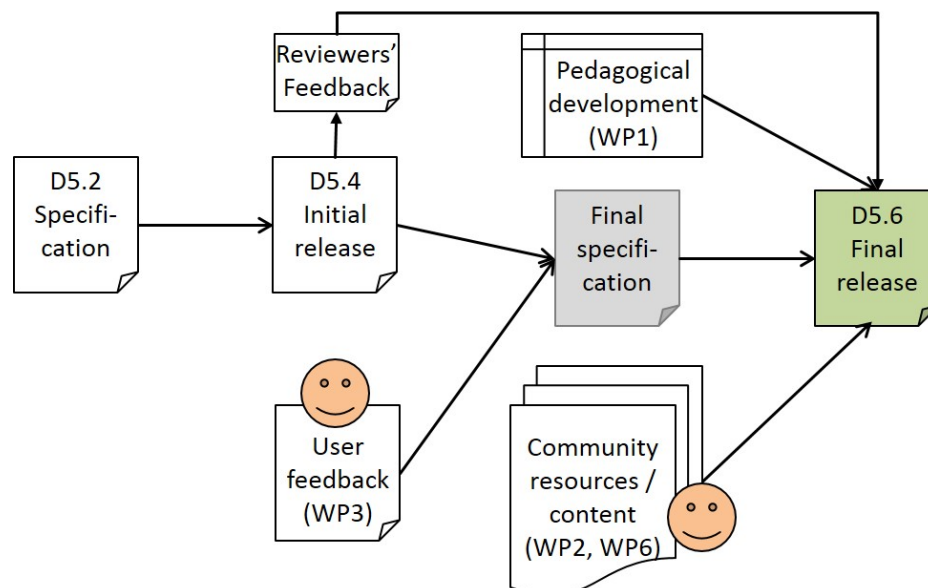 Reviewers’
Feedback
Pedagogical
development
(WP1)
D5.2
Specifi-
cation
D5.4
Initial
release
Final
specifi-
cation
D5.6
Final
release
User
feedback
(WP3)
Community
resources /
content
(WP2, WP6)